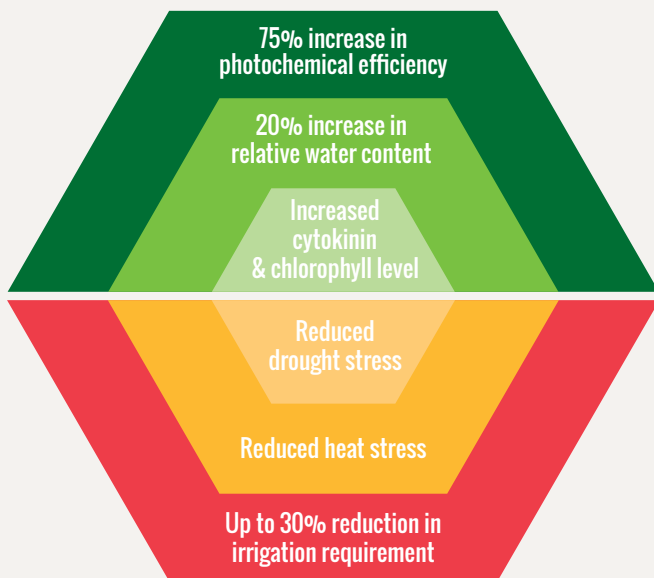 75% increase in
photochemical efficiency
20% increase in
relative water content
Increased
cytokinin
& chlorophyll level
Reduced
drought stress
Reduced heat stress
Up to 30% reduction in
irrigation requirement